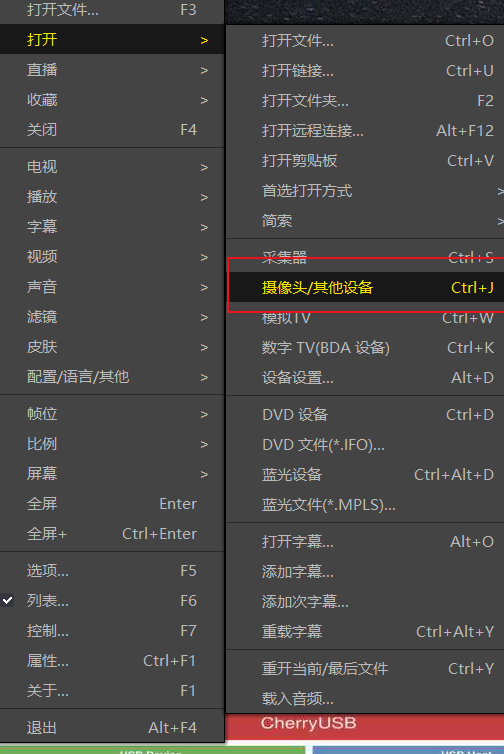 打开文件... F3
打开 >
直播 >
收藏 >
关闭 F4
电视 >
播放 >
字幕 >
视频 >
声音 >
滤镜 >
皮肤 >
配置/语言/其他 >
帧位 >
比例 >
屏幕 >
全屏 Enter
全屏+ Ctrl+Enter
选项... F5
列表... F6
控制... F7
属性... Ctrl+F1
关于... F1
退出 Alt+F4
打开文件... Ctrl+O
打开链接... Ctrl+U
打开文件夹... F2
打开远程连接... Alt+F12
打开剪贴板 Ctrl+V
首选打开方式 >
简索 >
采集器 Ctrl+S
摄像头/其他设备 Ctrl+J
模拟TV Ctrl+W
数字 TV(BDA 设备) Ctrl+K
设备设置... Alt+D
DVD 设备 Ctrl+D
DVD 文件(*.IFO)...
蓝光设备 Ctrl+Alt+D
蓝光文件(*.MPLS)...
打开字幕... Alt+O
添加字幕...
添加次字幕...
重载字幕 Ctrl+Alt+Y
重开当前/最后文件 Ctrl+Y
载入音频...
CherryUSB